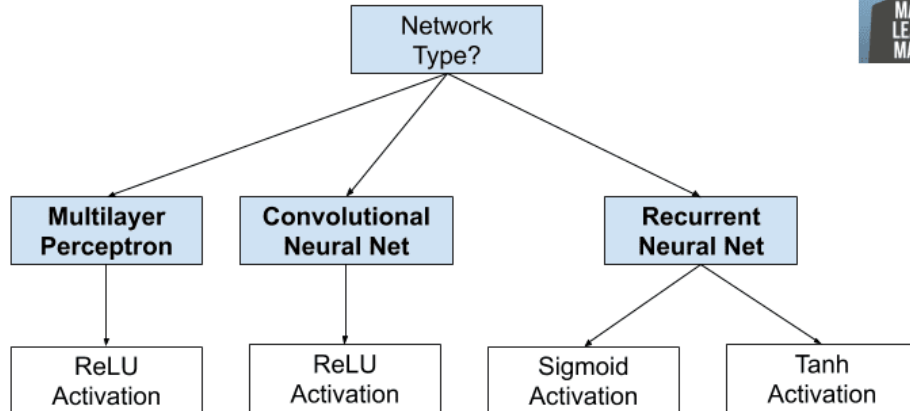 Network
Type?
Multilayer
Perceptron
Convolutional
Neural Net
Recurrent
Neural Net
ReLU
Activation
ReLU
Activation
Sigmoid
Activation
Tanh
Activation